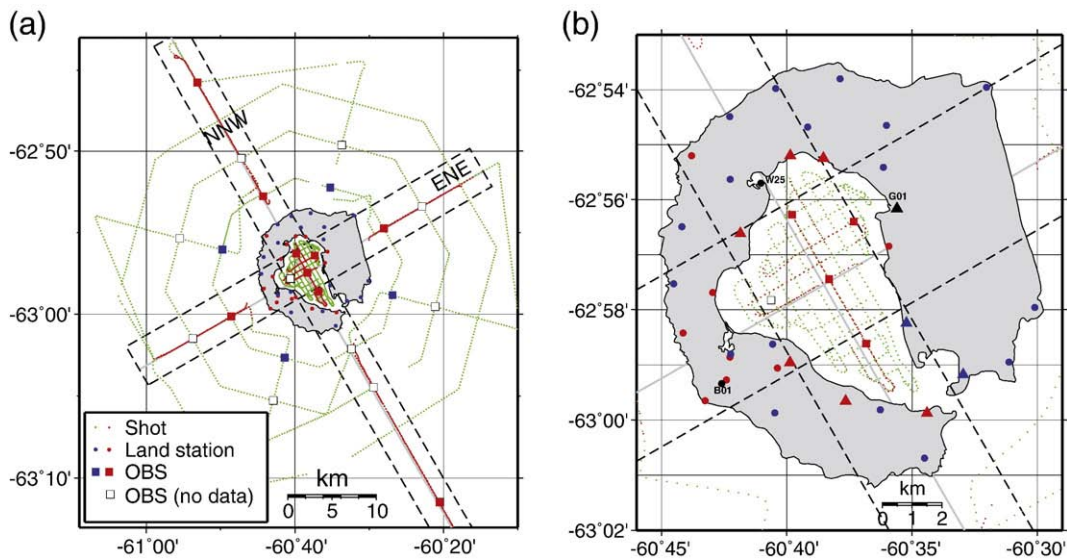 (a)
NNW
ENE
-62°50'
-63°00'
-63°10'
Shot
Land station
OBS
OBS (no data)
km
0 5 10
-61°00' -60°40' -60°20'
(b)
-62°54'
-62°56'
-62°58'
-63°00'
-63°02'
W25
G01
B01
km
0 1 2
-60°45' -60°40' -60°35' -60°30'